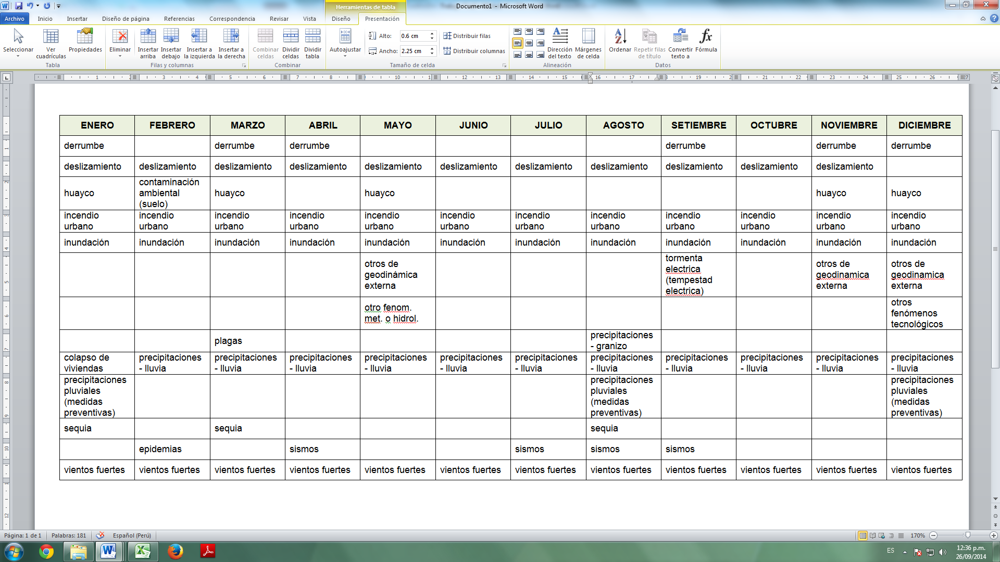 Herramientas de tabla
Documento1 - Microsoft Word
Archivo Inicio Insertar Diseño de página Referencias Correspondencia Revisar Vista Diseño Presentación
Seleccionar
Ver cuadrículas
Propiedades
Tabla
Eliminar
Insertar arriba
Insertar debajo
Insertar a la izquierda
Insertar a la derecha
Filas y columnas
Combinar celdas
Dividir celdas
Dividir tabla
Combinar
Autoajustar
Alto: 0.6 cm
Ancho: 2.25 cm
Distribuir filas
Distribuir columnas
Tamaño de celda
Dirección del texto
Márgenes de celda
Alineación
Ordenar
Repetir filas de título
Convertir texto a
Fórmula
Datos
ENERO FEBRERO MARZO ABRIL MAYO JUNIO JULIO AGOSTO SETIEMBRE OCTUBRE NOVIEMBRE DICIEMBRE
derrumbe derrumbe derrumbe derrumbe derrumbe derrumbe
deslizamiento deslizamiento deslizamiento deslizamiento deslizamiento deslizamiento deslizamiento deslizamiento deslizamiento deslizamiento deslizamiento
huayco contaminación ambiental (suelo) huayco huayco huayco huayco
incendio urbano incendio urbano incendio urbano incendio urbano incendio urbano incendio urbano incendio urbano incendio urbano incendio urbano incendio urbano incendio urbano incendio urbano
inundación inundación inundación inundación inundación inundación inundación inundación inundación inundación inundación inundación
otros de geodinámica externa tormenta electrica (tempestad electrica) otros de geodinamica externa otros de geodinamica externa
otro fenom. met. o hidrol. otros fenómenos tecnológicos
plagas precipitaciones - granizo
colapso de viviendas precipitaciones - lluvia precipitaciones - lluvia precipitaciones - lluvia precipitaciones - lluvia precipitaciones - lluvia precipitaciones - lluvia precipitaciones - lluvia precipitaciones - lluvia precipitaciones - lluvia precipitaciones - lluvia precipitaciones - lluvia
precipitaciones pluviales (medidas preventivas) precipitaciones pluviales (medidas preventivas) precipitaciones pluviales (medidas preventivas)
sequia sequia sequia
epidemias sismos sismos sismos sismos
vientos fuertes vientos fuertes vientos fuertes vientos fuertes vientos fuertes vientos fuertes vientos fuertes vientos fuertes vientos fuertes vientos fuertes vientos fuertes vientos fuertes
Página: 1 de 1 Palabras: 181 Español (Perú) 170%
ES 12:36 p.m.
26/09/2014